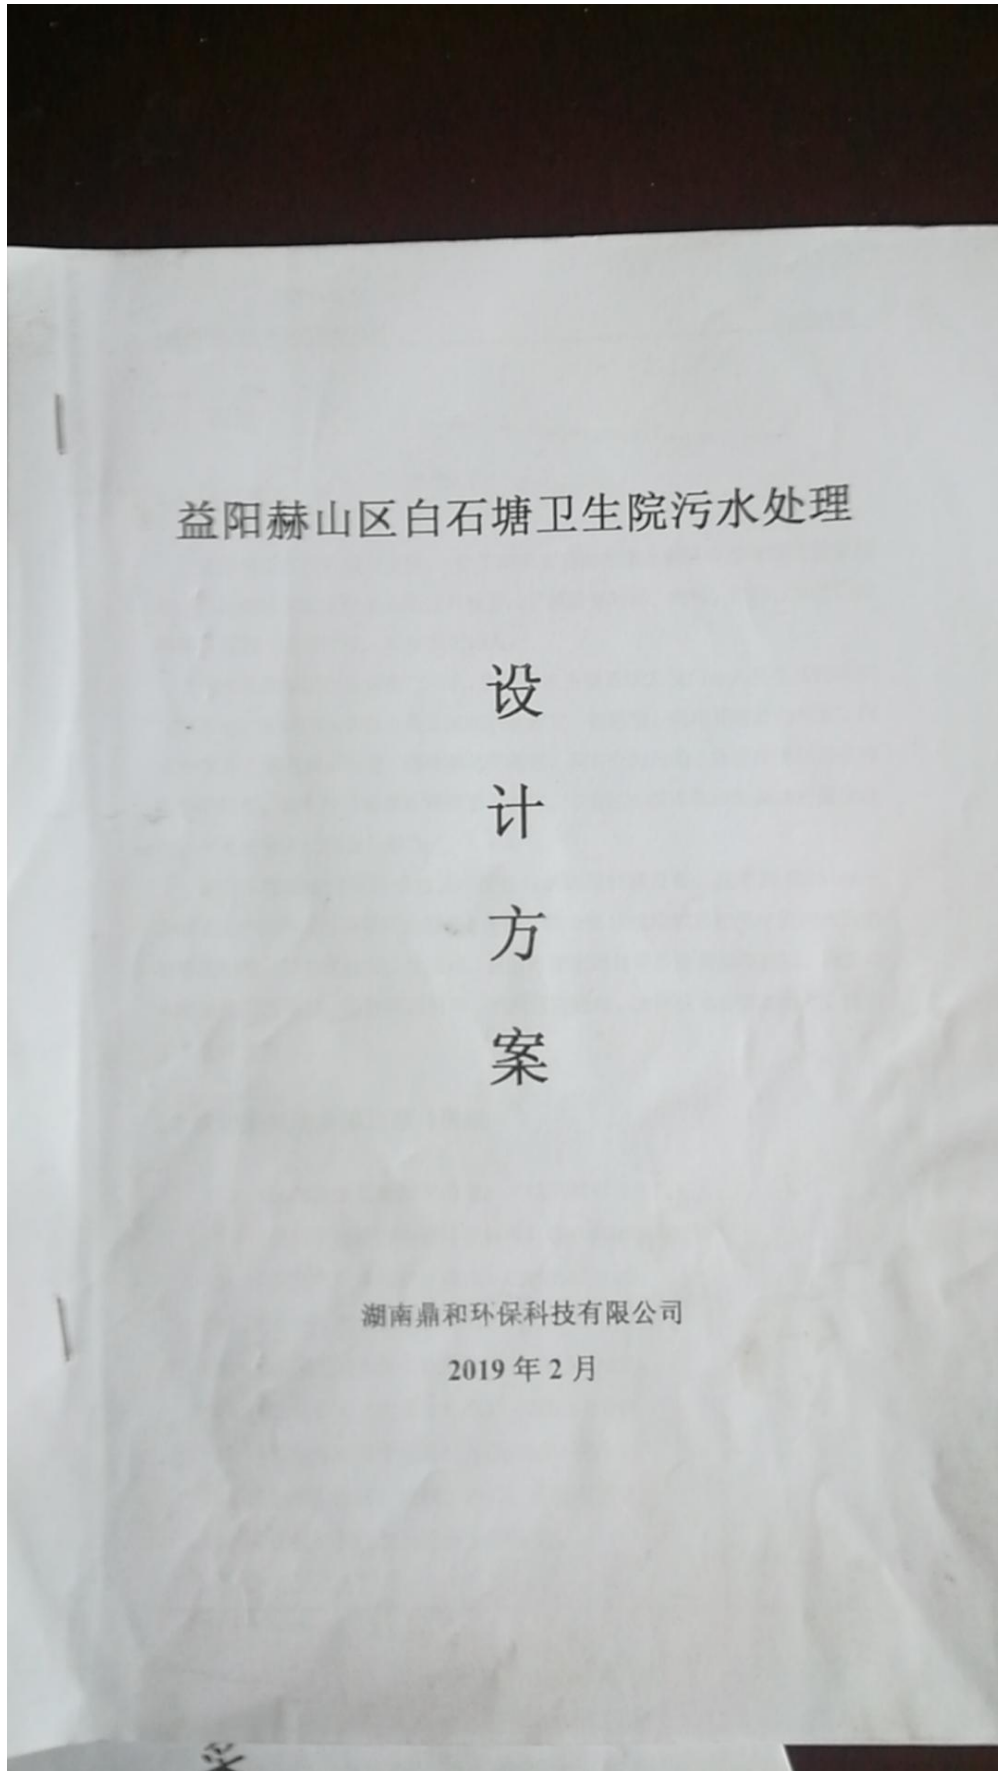 益阳赫山区白石塘卫生院污水处理
设
计
方
案
湖南鼎和环保科技有限公司
2019 年 2 月